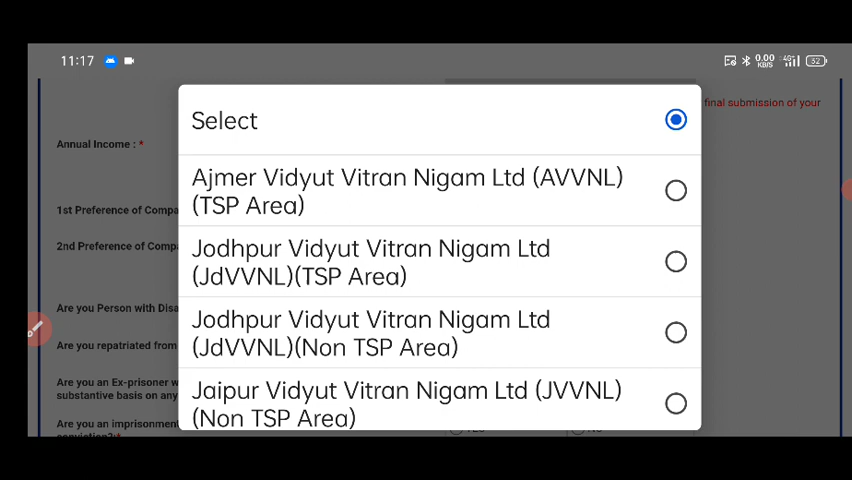 11:17
0.00
KB/S
4G
32
final submission of your
Select
Annual Income : *
Ajmer Vidyut Vitran Nigam Ltd (AVVNL)
(TSP Area)
1st Preference of Compa
2nd Preference of Compa
Jodhpur Vidyut Vitran Nigam Ltd
(JdVVNL)(TSP Area)
Are you Person with Disa
Jodhpur Vidyut Vitran Nigam Ltd
(JdVVNL)(Non TSP Area)
Are you repatriated from
Are you an Ex-prisoner w
substantive basis on any
Jaipur Vidyut Vitran Nigam Ltd (JVVNL)
(Non TSP Area)
Are you an imprisonment
conviction?:*